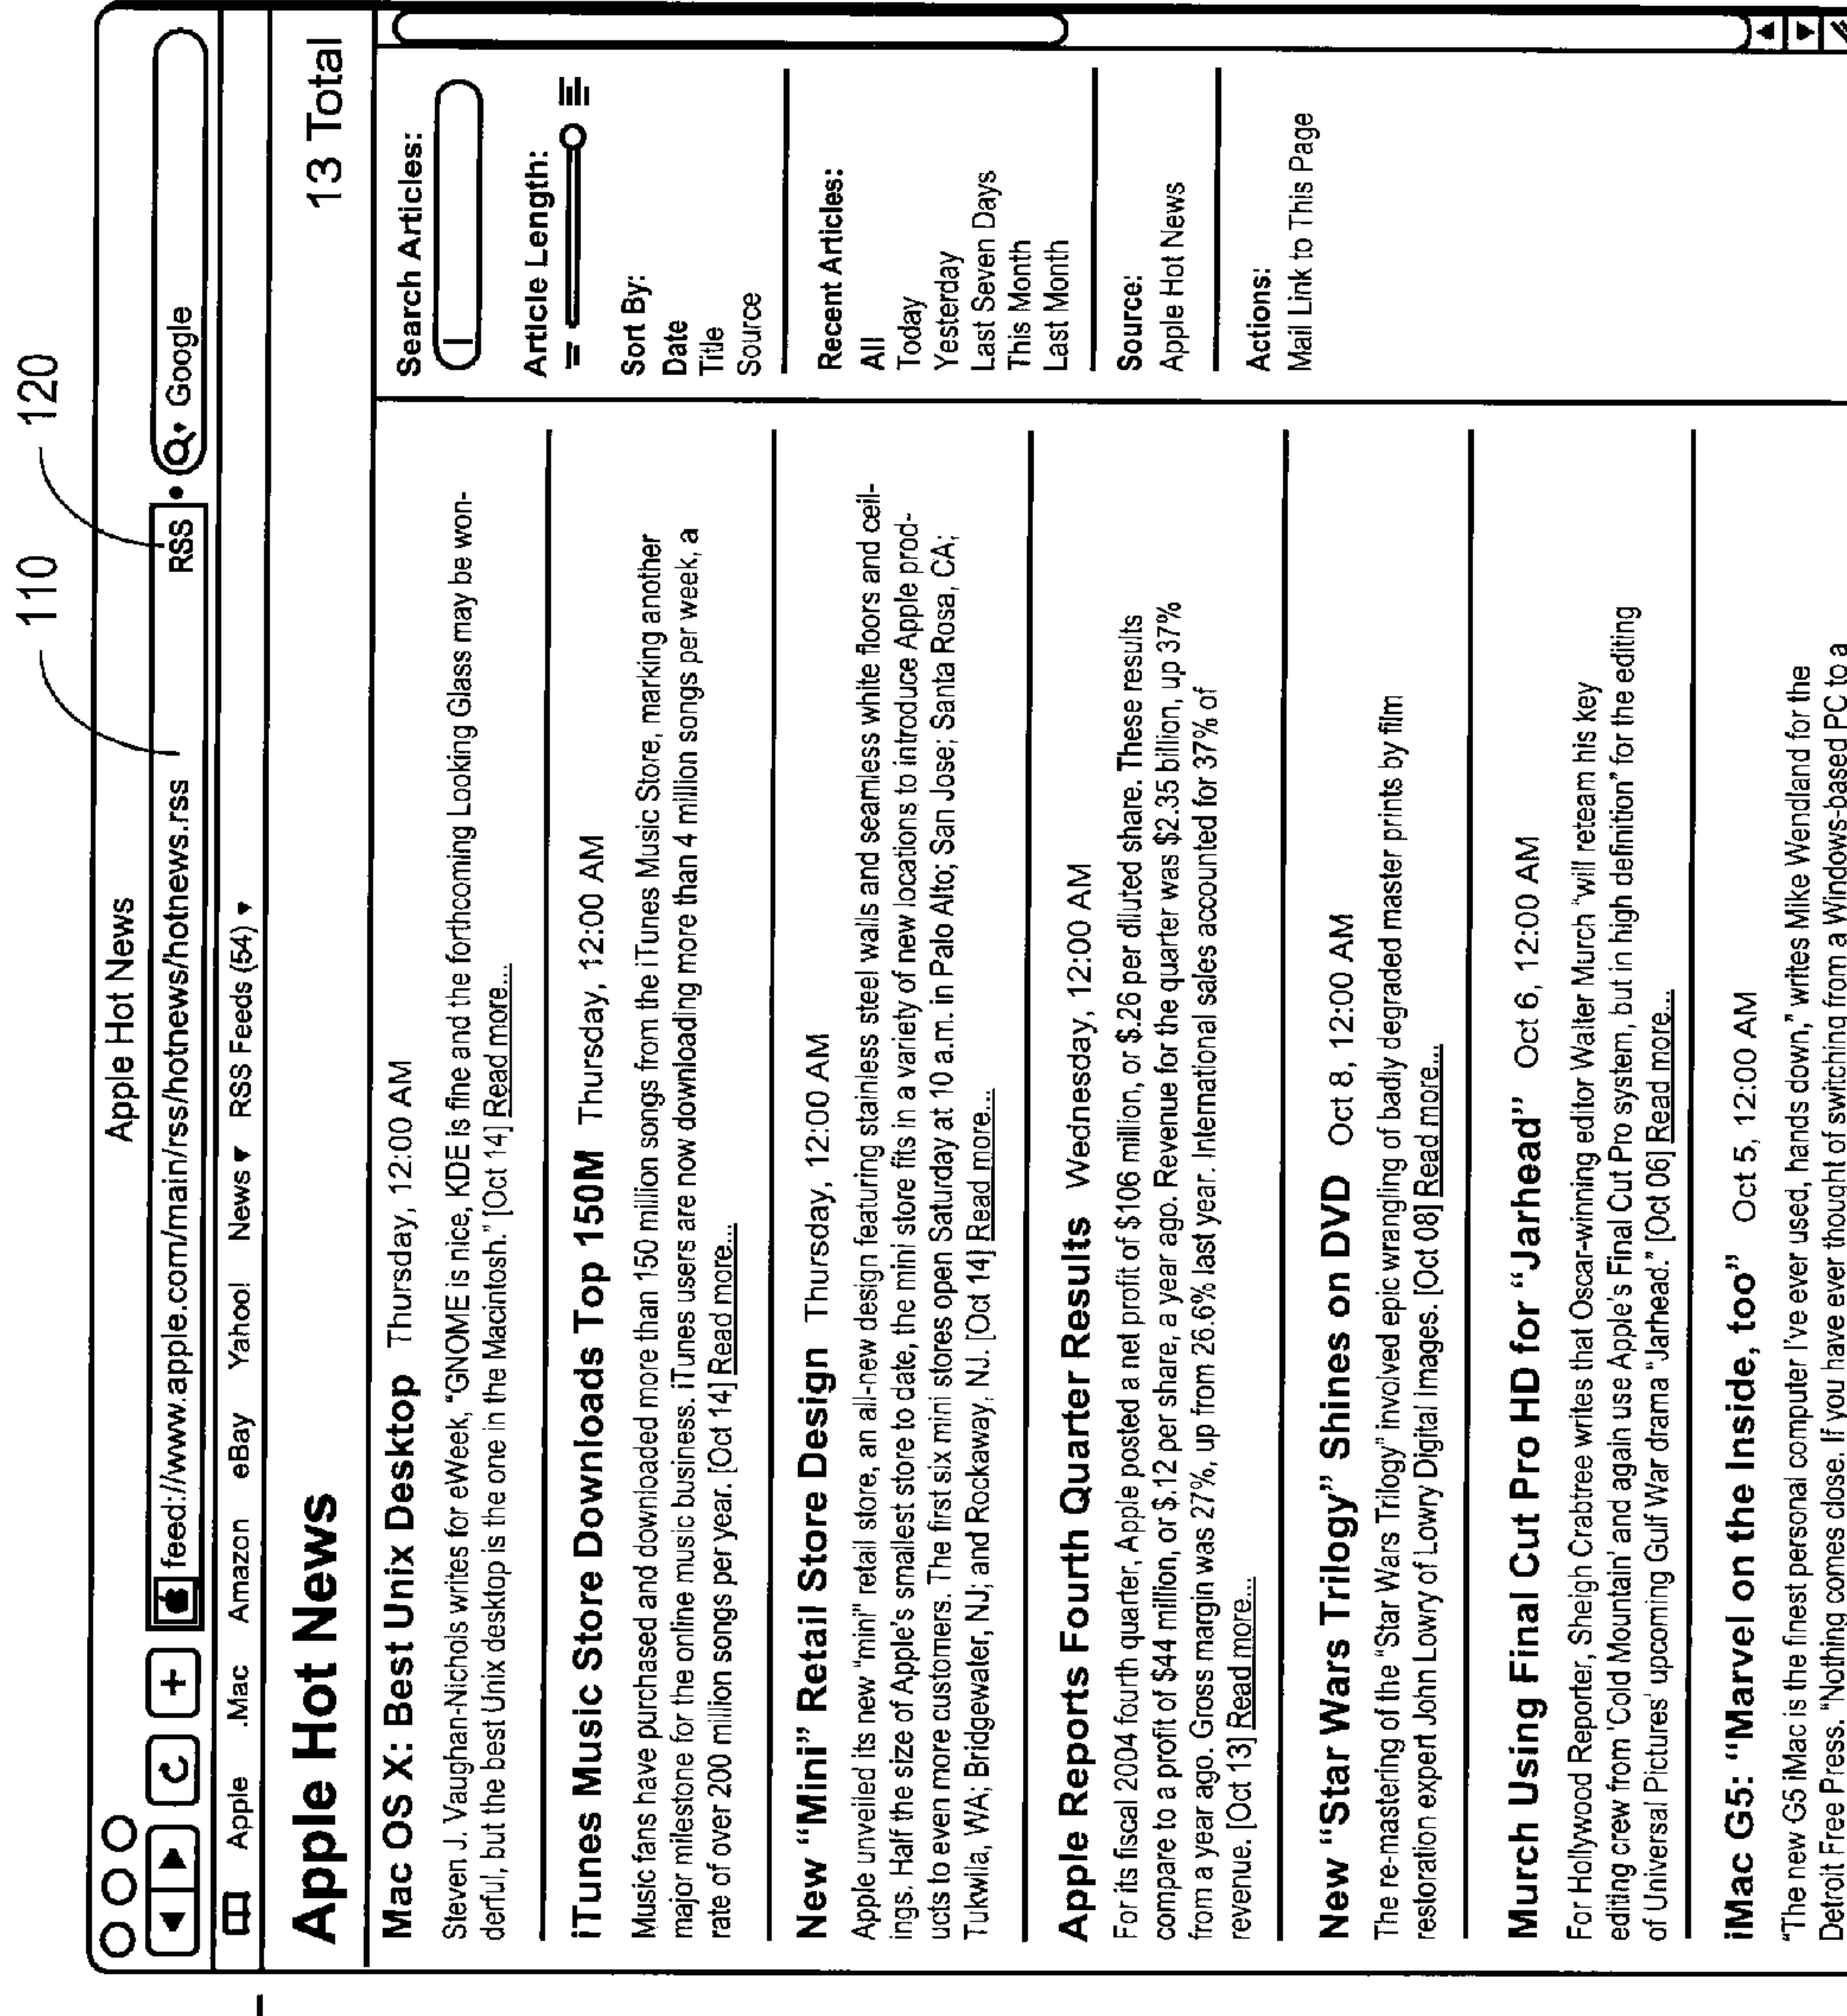 110
120
Apple Hot News
feed://www.apple.com/main/rss/hotnews/hotnews.rss
RSS
Google
Apple .Mac Amazon eBay Yahoo! News RSS Feeds (54)
Apple Hot News
13 Total
Mac OS X: Best Unix Desktop Thursday, 12:00 AM
Steven J. Vaughan-Nichols writes for eWeek, “GNOME is nice, KDE is fine and the forthcoming Looking Glass may be won-
derful, but the best Unix desktop is the one in the Macintosh.” [Oct 14] Read more...
iTunes Music Store Downloads Top 150M Thursday, 12:00 AM
Music fans have purchased and downloaded more than 150 million songs from the iTunes Music Store, marking another
major milestone for the online music business. iTunes users are now downloading more than 4 million songs per week, a
rate of over 200 million songs per year. [Oct 14] Read more...
New “Mini” Retail Store Design Thursday, 12:00 AM
Apple unveiled its new “mini” retail store, an all-new design featuring stainless steel walls and seamless white floors and ceil-
ings. Half the size of Apple's smallest store to date, the mini store fits in a variety of new locations to introduce Apple prod-
ucts to even more customers. The first six mini stores open Saturday at 10 a.m. in Palo Alto; San Jose; Santa Rosa, CA;
Tukwila, WA; Bridgewater, NJ; and Rockaway, NJ. [Oct 14] Read more...
Apple Reports Fourth Quarter Results Wednesday, 12:00 AM
For its fiscal 2004 fourth quarter, Apple posted a net profit of $106 million, or $.26 per diluted share. These results
compare to a profit of $44 million, or $.12 per share, a year ago. Revenue for the quarter was $2.35 billion, up 37%
from a year ago. Gross margin was 27%, up from 26.6% last year. International sales accounted for 37% of
revenue. [Oct 13] Read more...
New “Star Wars Trilogy” Shines on DVD Oct 8, 12:00 AM
The re-mastering of the “Star Wars Trilogy” involved epic wrangling of badly degraded master prints by film
restoration expert John Lowry of Lowry Digital Images. [Oct 08] Read more...
Murch Using Final Cut Pro HD for “Jarhead” Oct 6, 12:00 AM
For Hollywood Reporter, Sheigh Crabtree writes that Oscar-winning editor Walter Murch “will reteam his key
editing crew from 'Cold Mountain' and again use Apple's Final Cut Pro system, but in high definition” for the editing
of Universal Pictures' upcoming Gulf War drama “Jarhead.” [Oct 06] Read more...
iMac G5: “Marvel on the Inside, too” Oct 5, 12:00 AM
“The new G5 iMac is the finest personal computer I've ever used, hands down,” writes Mike Wendland for the
Detroit Free Press. “Nothing comes close. If you have ever thought of switching from a Windows-based PC to a
Search Articles:
Article Length:
Sort By:
Date
Title
Source
Recent Articles:
All
Today
Yesterday
Last Seven Days
This Month
Last Month
Source:
Apple Hot News
Actions:
Mail Link to This Page